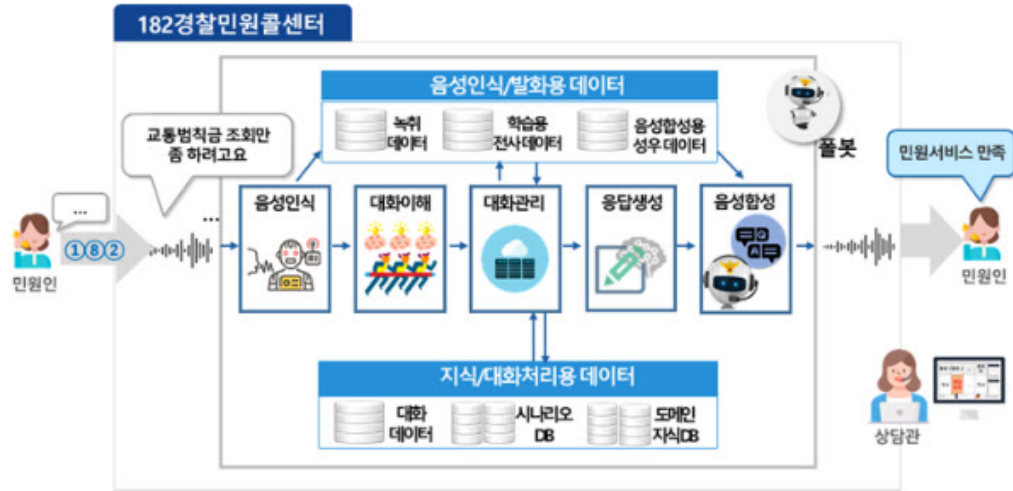 182경찰민원콜센터
음성인식/발화용 데이터
녹취
데이터
학습용
전사데이터
음성합성용
성우 데이터
폴봇
교통범칙금 조회만
좀 하려고요
민원서비스 만족
...
①⑧②
민원인
...
음성인식
대화이해
대화관리
응답생성
음성합성
민원인
지식/대화처리용 데이터
대화
데이터
시나리오
DB
도메인
지식DB
상담관